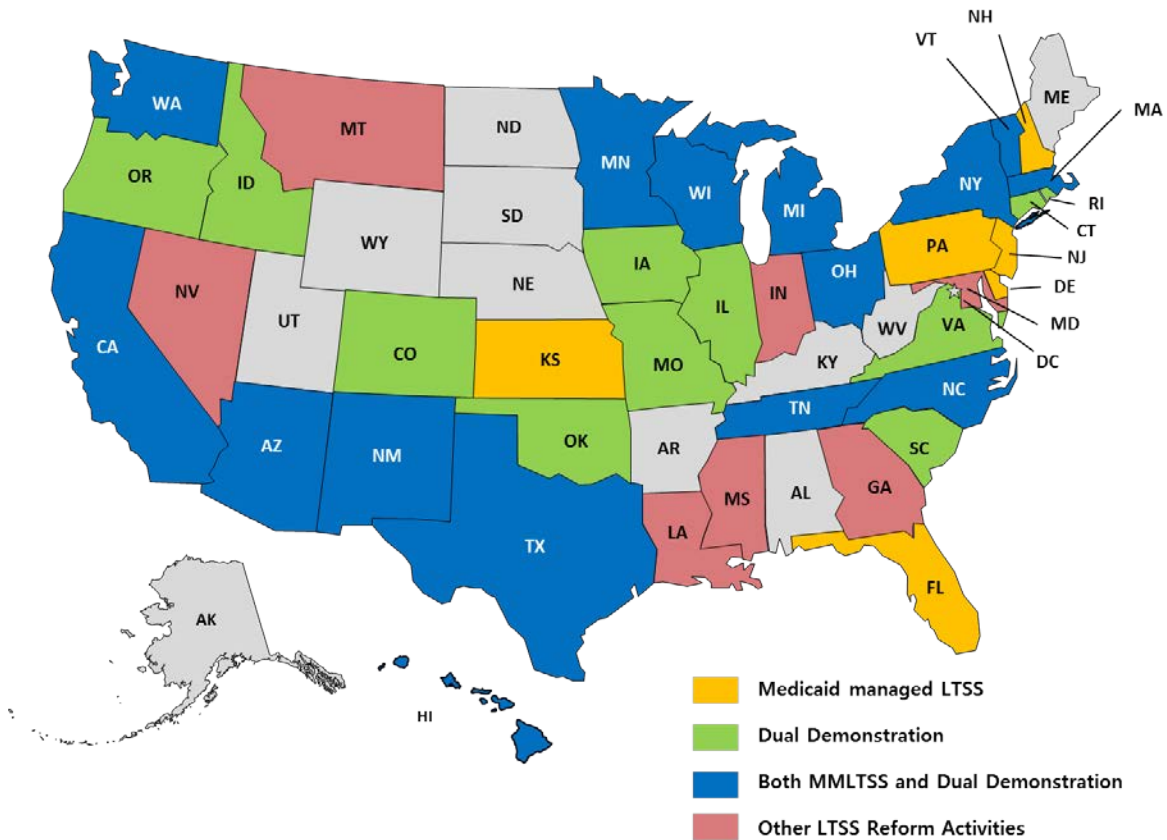 NH
VT
ME
WA
MT
ND
MA
MN
OR
ID
WI
NY
SD
MI
RI
WY
CT
IA
PA
NJ
NE
OH
NV
IL
IN
DE
UT
WV
VA
MD
CA
CO
KS
MO
KY
DC
TN
NC
OK
AZ
AR
SC
NM
MS
AL
GA
TX
LA
FL
AK
HI
Medicaid managed LTSS
Dual Demonstration
Both MMLTSS and Dual Demonstration
Other LTSS Reform Activities